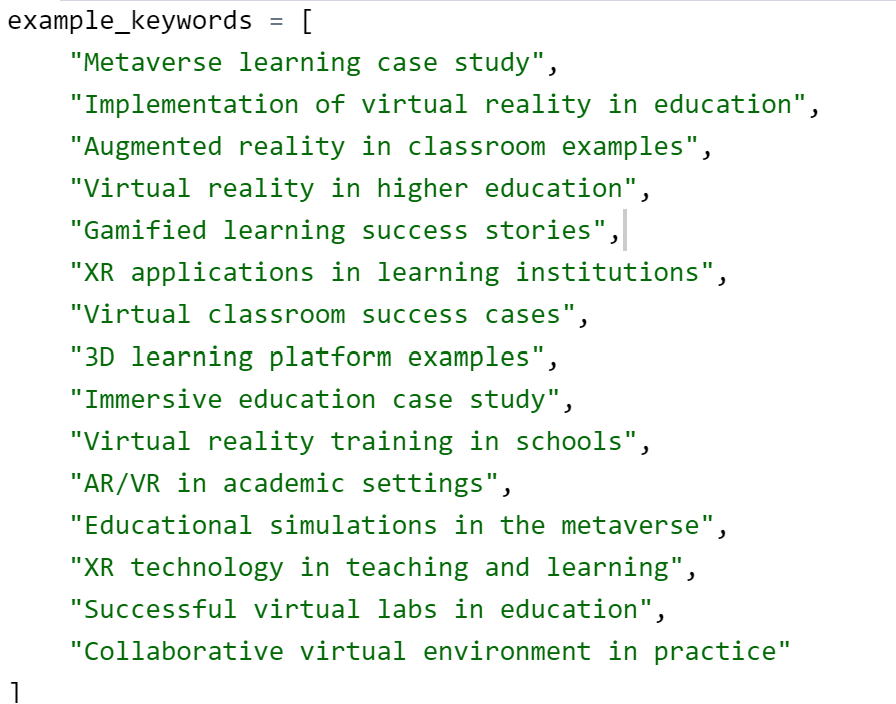 example_keywords = [
    "Metaverse learning case study",
    "Implementation of virtual reality in education",
    "Augmented reality in classroom examples",
    "Virtual reality in higher education",
    "Gamified learning success stories",
    "XR applications in learning institutions",
    "Virtual classroom success cases",
    "3D learning platform examples",
    "Immersive education case study",
    "Virtual reality training in schools",
    "AR/VR in academic settings",
    "Educational simulations in the metaverse",
    "XR technology in teaching and learning",
    "Successful virtual labs in education",
    "Collaborative virtual environment in practice"
]